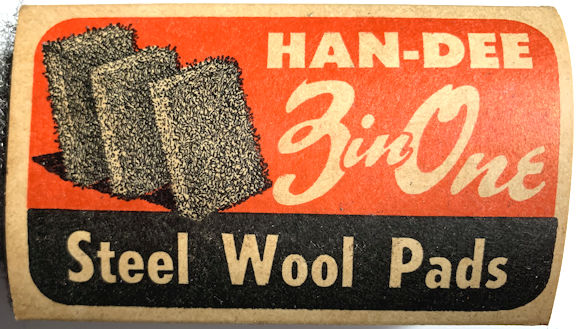 HAN-DEE
3 in One
Steel Wool Pads